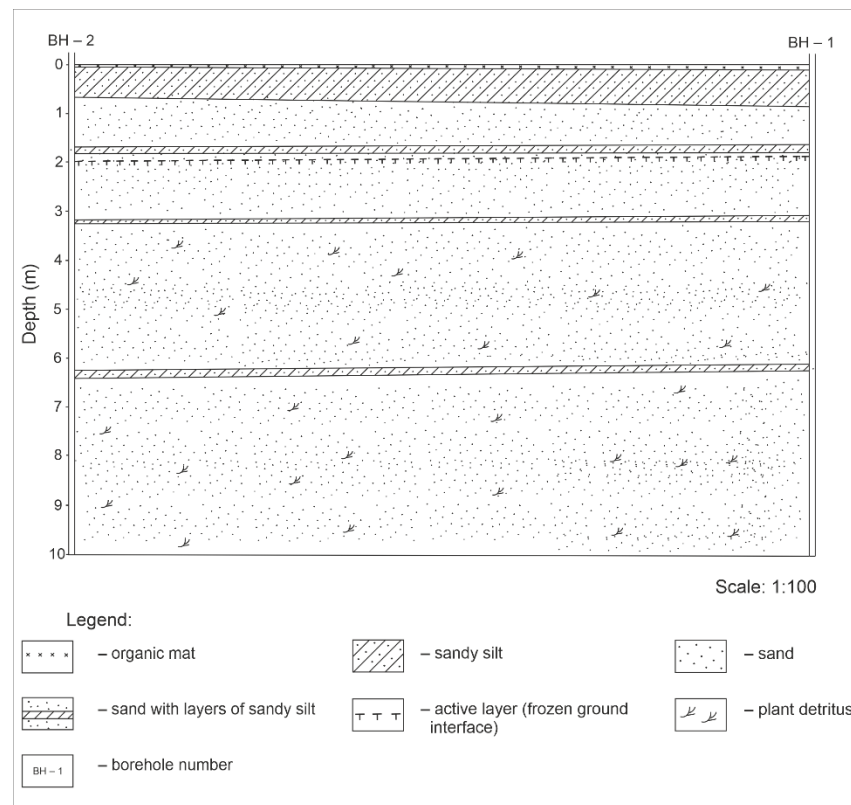 BH – 2
BH – 1
0
1
2
3
4
5
6
7
8
9
10
Depth (m)
Scale: 1:100
Legend:
– organic mat
– sandy silt
– sand
– sand with layers of sandy silt
– active layer (frozen ground
interface)
– plant detritus
BH – 1
– borehole number